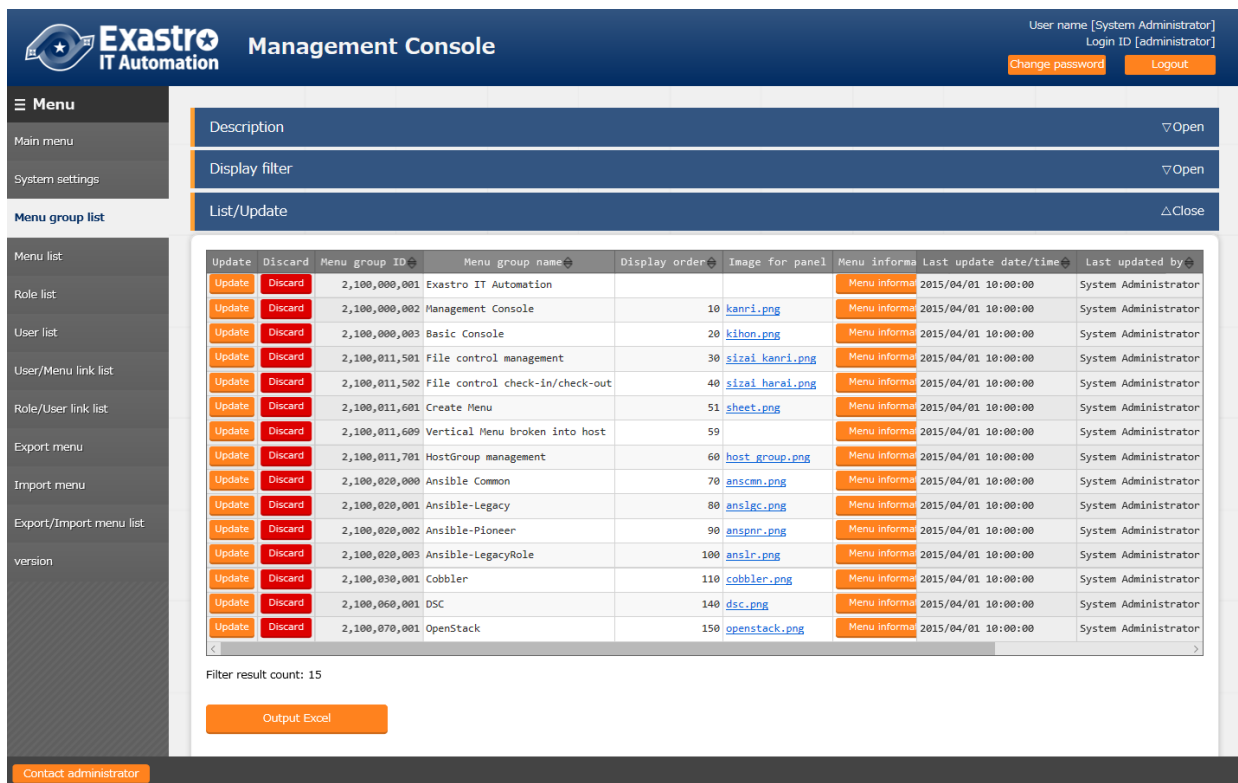 Exastro
IT Automation
Management Console
User name [System Administrator]
Login ID [administrator]
Change password Logout
Menu
Main menu
System settings
Menu group list
Menu list
Role list
User list
User/Menu link list
Role/User link list
Export menu
Import menu
Export/Import menu list
version
Description ▽Open
Display filter ▽Open
List/Update △Close
Update Discard Menu group ID Menu group name Display order Image for panel Menu informa Last update date/time Last updated by
Update Discard 2,100,000,001 Exastro IT Automation Menu informa 2015/04/01 10:00:00 System Administrator
Update Discard 2,100,000,002 Management Console 10 kanri.png Menu informa 2015/04/01 10:00:00 System Administrator
Update Discard 2,100,000,003 Basic Console 20 kihon.png Menu informa 2015/04/01 10:00:00 System Administrator
Update Discard 2,100,011,501 File control management 30 sizai_kanri.png Menu informa 2015/04/01 10:00:00 System Administrator
Update Discard 2,100,011,502 File control check-in/check-out 40 sizai_harai.png Menu informa 2015/04/01 10:00:00 System Administrator
Update Discard 2,100,011,601 Create Menu 51 sheet.png Menu informa 2015/04/01 10:00:00 System Administrator
Update Discard 2,100,011,609 Vertical Menu broken into host 59 Menu informa 2015/04/01 10:00:00 System Administrator
Update Discard 2,100,011,701 HostGroup management 60 host_group.png Menu informa 2015/04/01 10:00:00 System Administrator
Update Discard 2,100,020,000 Ansible Common 70 anscmn.png Menu informa 2015/04/01 10:00:00 System Administrator
Update Discard 2,100,020,001 Ansible-Legacy 80 anslgc.png Menu informa 2015/04/01 10:00:00 System Administrator
Update Discard 2,100,020,002 Ansible-Pioneer 90 anspnr.png Menu informa 2015/04/01 10:00:00 System Administrator
Update Discard 2,100,020,003 Ansible-LegacyRole 100 anslr.png Menu informa 2015/04/01 10:00:00 System Administrator
Update Discard 2,100,030,001 Cobbler 110 cobbler.png Menu informa 2015/04/01 10:00:00 System Administrator
Update Discard 2,100,060,001 DSC 140 dsc.png Menu informa 2015/04/01 10:00:00 System Administrator
Update Discard 2,100,070,001 OpenStack 150 openstack.png Menu informa 2015/04/01 10:00:00 System Administrator
Filter result count: 15
Output Excel
Contact administrator